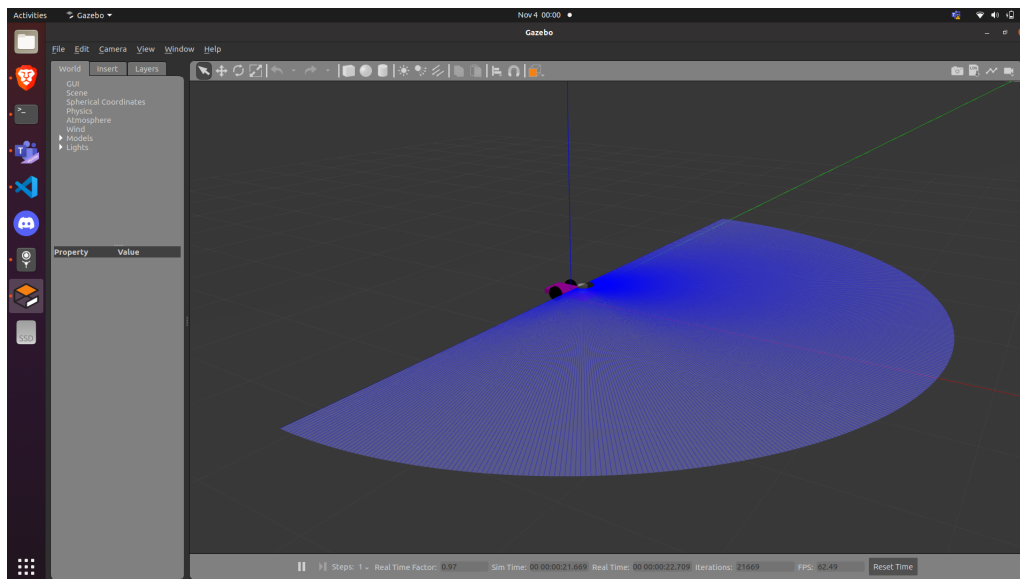 Activities Gazebo Nov 4 00:00
Gazebo
File Edit Camera View Window Help
World Insert Layers
GUI
Scene
Spherical Coordinates
Physics
Atmosphere
Wind
Models
Lights
Property Value
SSD
Steps: 1 Real Time Factor: 0.97 Sim Time: 00 00:00:21.669 Real Time: 00 00:00:22.709 Iterations: 21669 FPS: 62.49 Reset Time